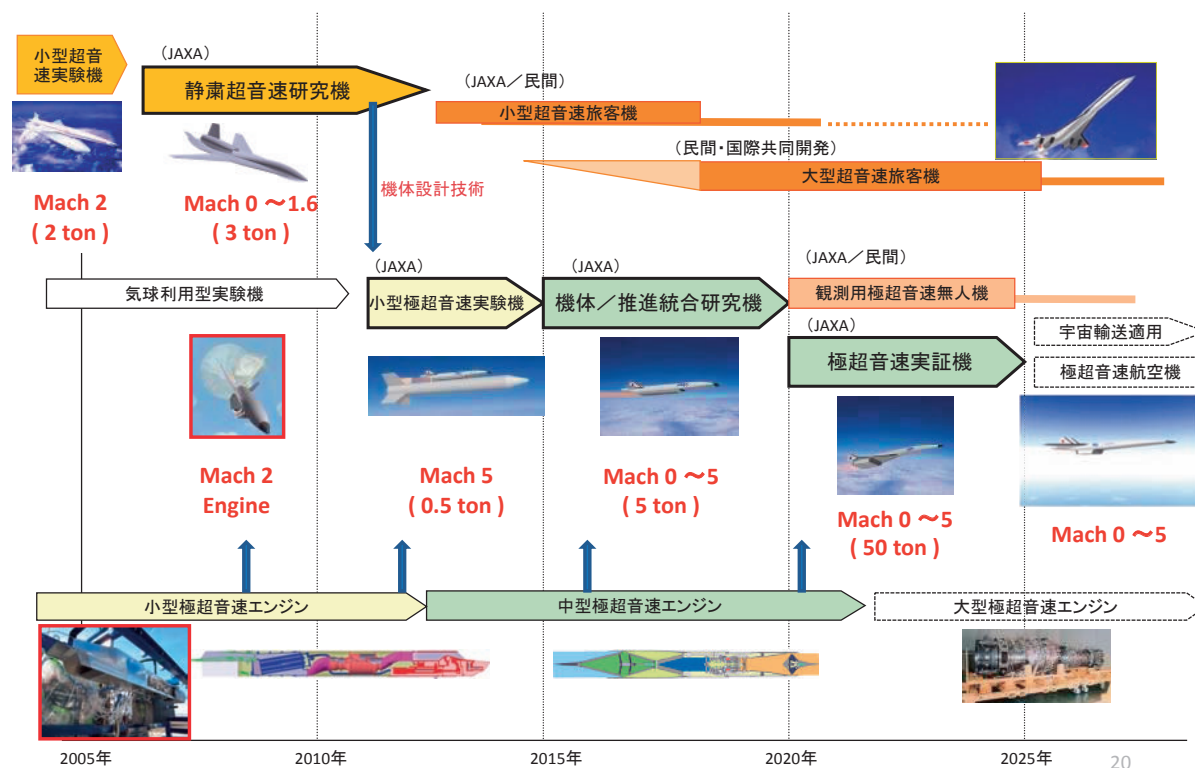 小型超音
速実験機
（JAXA）
静粛超音速研究機
（JAXA／民間）
小型超音速旅客機
（民間・国際共同開発）
大型超音速旅客機
機体設計技術
Mach 2
( 2 ton )
Mach 0 ～1.6
( 3 ton )
気球利用型実験機
（JAXA）
小型極超音速実験機
（JAXA）
機体／推進統合研究機
（JAXA/民間）
観測用極超音速無人機
（JAXA）
極超音速実証機
宇宙輸送適用
極超音速航空機
Mach 2
Engine
Mach 5
( 0.5 ton )
Mach 0 ～5
( 5 ton )
Mach 0 ～5
( 50 ton )
Mach 0 ～5
小型極超音速エンジン
中型極超音速エンジン
大型極超音速エンジン
2005年
2010年
2015年
2020年
2025年
20